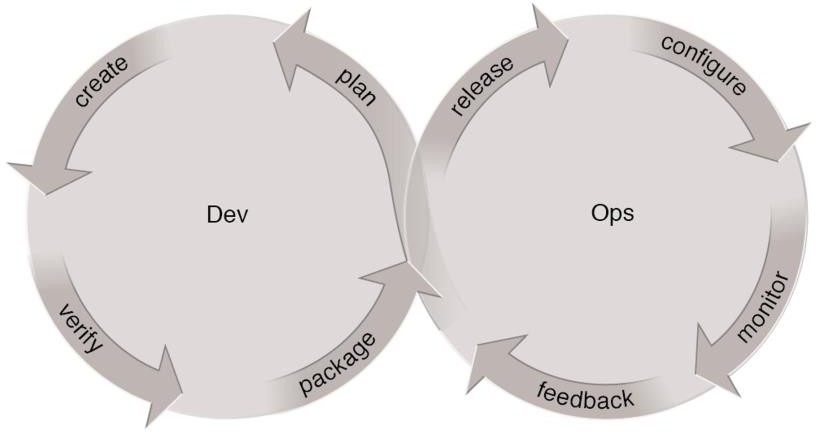 plan
create
Dev
verify
package
release
configure
Ops
monitor
feedback